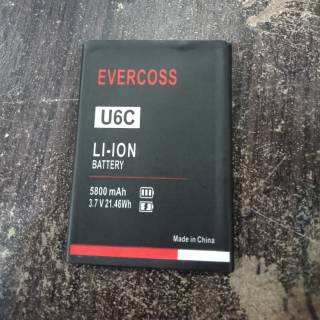 EVERCOSS
U6C
LI-ION
BATTERY
5800 mAh
3.7 V 21.46Wh
Made in China